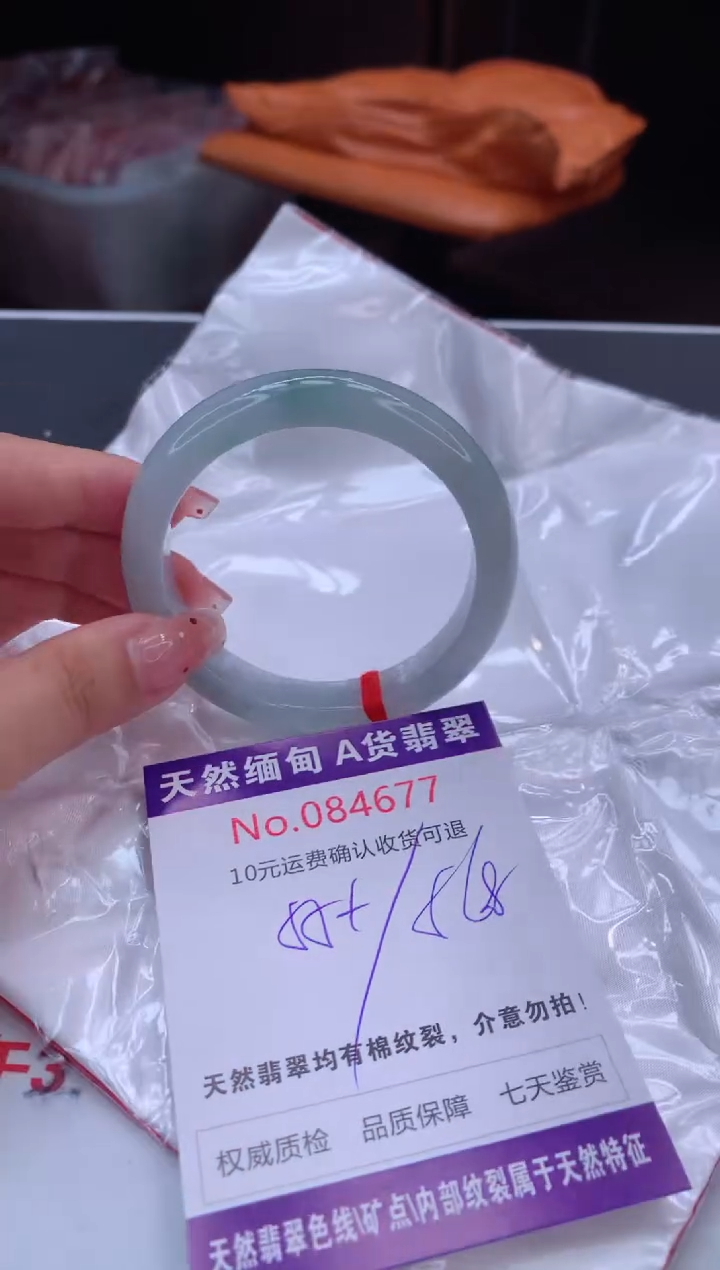 天然缅甸 A货翡翠
No.084677
10元运费确认收货可退
天然翡翠均有棉纹裂，介意勿拍！
权威质检 品质保障 七天鉴赏
天然翡翠色线\矿点\内部纹裂属于天然特征